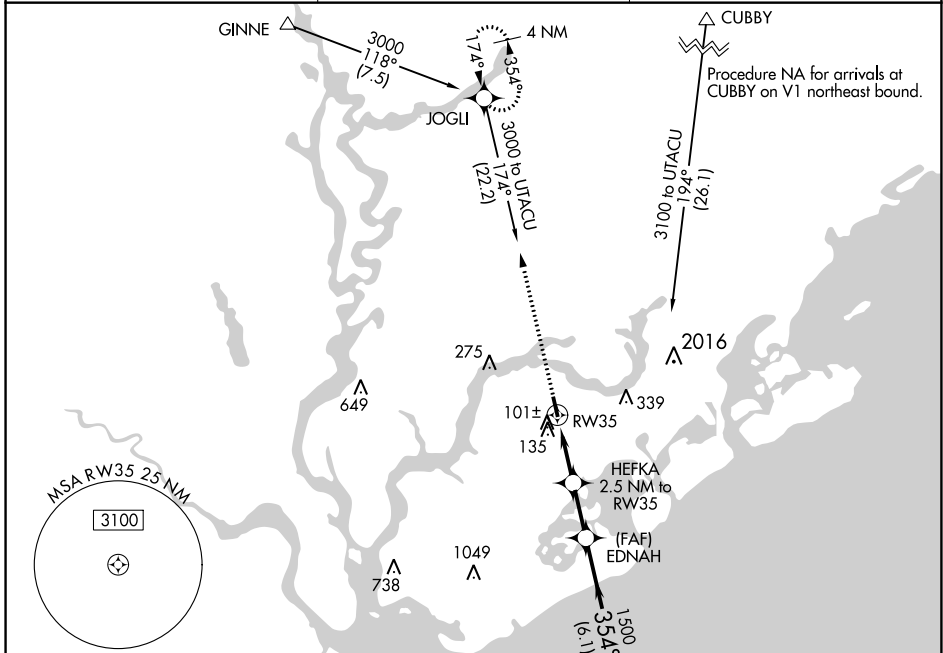 GINNE
3000
118°
(7.5)
174°
354°
4 NM
JOGLI
3000 to UTACU
174°
(22.2)
CUBBY
Procedure NA for arrivals at
CUBBY on V1 northeast bound.
3100 to UTACU
194°
(26.1)
2016
275
649
339
101±
RW35
135
HEFKA
2.5 NM to
RW35
(FAF)
EDNAH
MSA RW35 25 NM
3100
738
1049
1500
354°
(6.1)